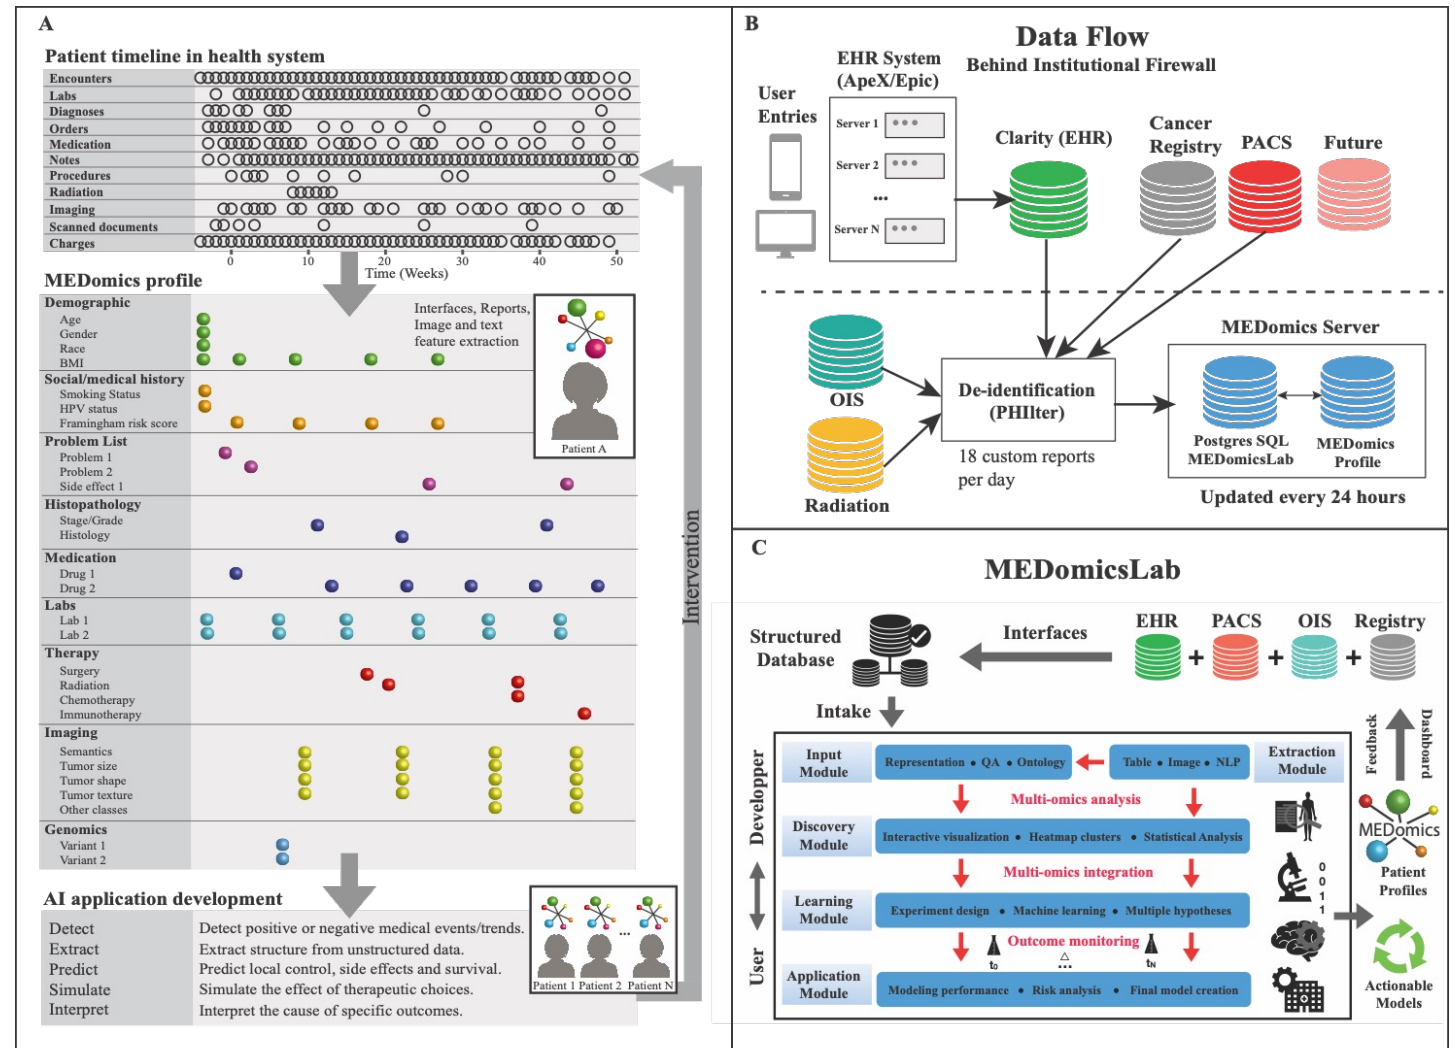 A
Patient timeline in health system
Encounters
Labs
Diagnoses
Orders
Medication
Notes
Procedures
Radiation
Imaging
Scanned documents
Charges
0 10 20 30 40 50
Time (Weeks)
MEDomics profile
Demographic
Age
Gender
Race
BMI
Interfaces, Reports,
Image and text
feature extraction
Patient A
Social/medical history
Smoking Status
HPV status
Framingham risk score
Problem List
Problem 1
Problem 2
Side effect 1
Histopathology
Stage/Grade
Histology
Medication
Drug 1
Drug 2
Labs
Lab 1
Lab 2
Therapy
Surgery
Radiation
Chemotherapy
Immunotherapy
Imaging
Semantics
Tumor size
Tumor shape
Tumor texture
Other classes
Genomics
Variant 1
Variant 2
Intervention
AI application development
Detect Detect positive or negative medical events/trends.
Extract Extract structure from unstructured data.
Predict Predict local control, side effects and survival.
Simulate Simulate the effect of therapeutic choices.
Interpret Interpret the cause of specific outcomes.
...
Patient 1 Patient 2 Patient N
B
Data Flow
Behind Institutional Firewall
EHR System
(ApeX/Epic)
User
Entries
Server 1
Server 2
...
Server N
Clarity (EHR)
Cancer
Registry
PACS
Future
OIS
Radiation
De-identification
(PHIlter)
18 custom reports
per day
MEDomics Server
Postgres SQL
MEDomicsLab
MEDomics
Profile
Updated every 24 hours
C
MEDomicsLab
Structured
Database
Interfaces
EHR + PACS + OIS + Registry
Intake
Developper
User
Input
Module
Representation • QA • Ontology
Table • Image • NLP
Extraction
Module
Multi-omics analysis
Discovery
Module
Interactive visualization • Heatmap clusters • Statistical Analysis
Multi-omics integration
Learning
Module
Experiment design • Machine learning • Multiple hypotheses
Outcome monitoring
t0 △ ... tN
Application
Module
Modeling performance • Risk analysis • Final model creation
0
0
1
1
Feedback
Dashboard
MEDomics
Patient
Profiles
Actionable
Models